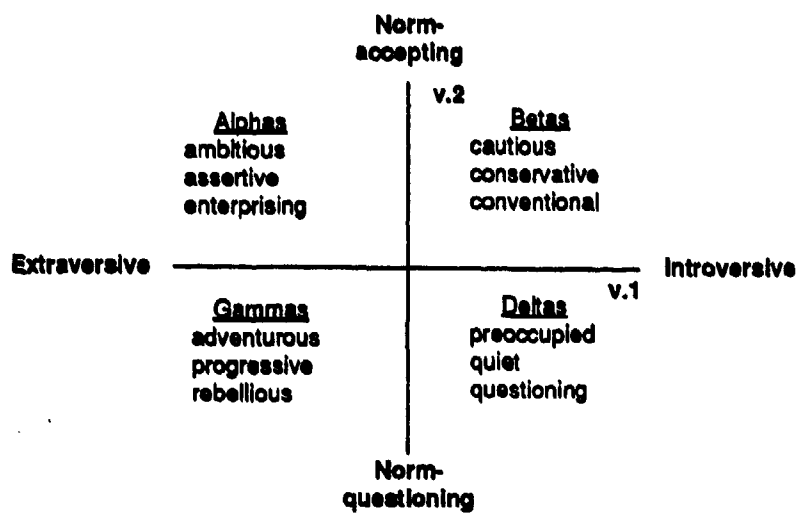 Norm-
accepting
v.2
Alphas
ambitious
assertive
enterprising
Betas
cautious
conservative
conventional
Extraversive
Introversive
v.1
Gammas
adventurous
progressive
rebellious
Deltas
preoccupied
quiet
questioning
Norm-
questioning